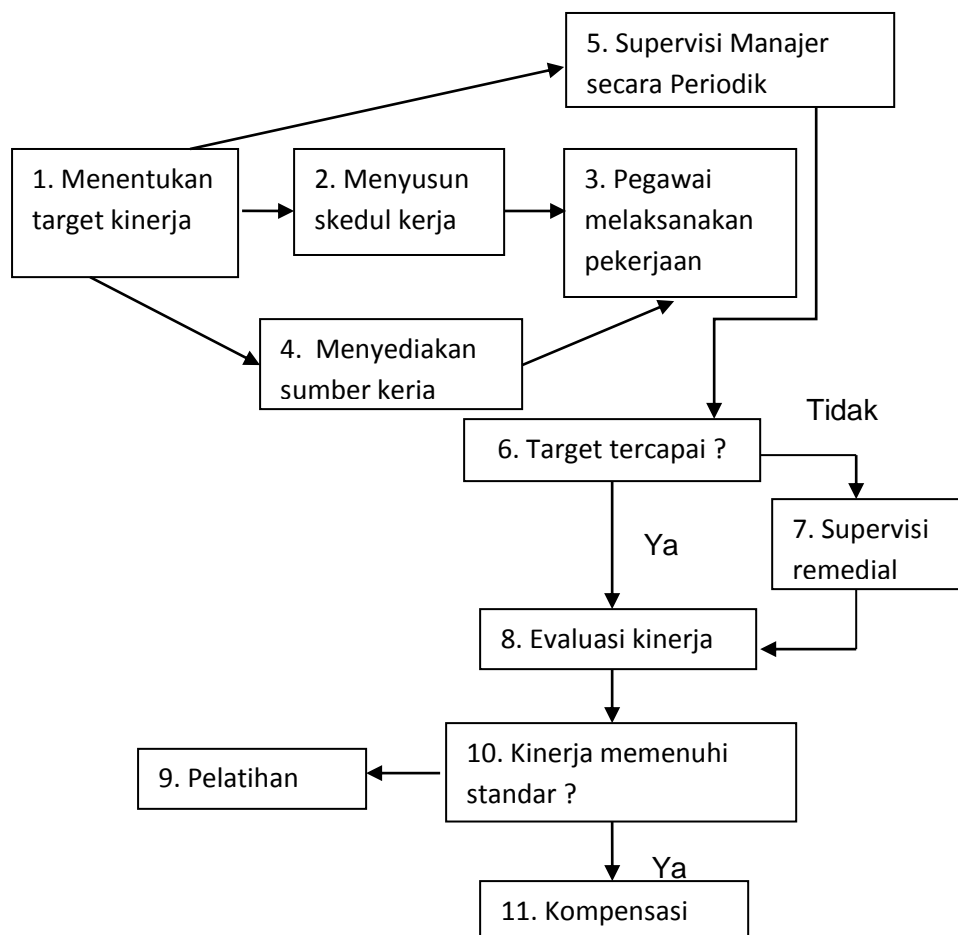 5. Supervisi Manajer
secara Periodik
1. Menentukan
target kinerja
2. Menyusun
skedul kerja
3. Pegawai
melaksanakan
pekerjaan
4. Menyediakan
sumber kerja
Tidak
6. Target tercapai ?
7. Supervisi
remedial
Ya
8. Evaluasi kinerja
10. Kinerja memenuhi
standar ?
9. Pelatihan
Ya
11. Kompensasi